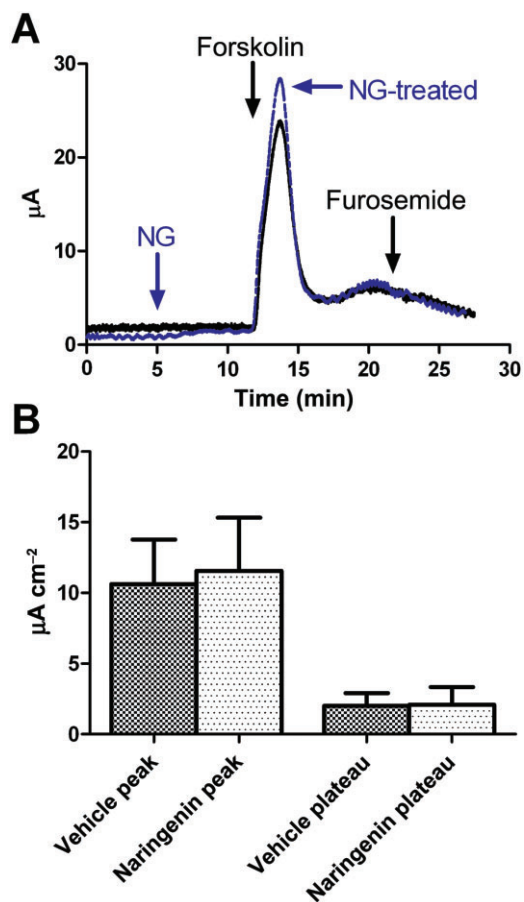 A
Forskolin
30
NG-treated
20
µA
Furosemide
NG
10
0
0 5 10 15 20 25 30
Time (min)
B
20
15
µA cm⁻²
10
5
0
Vehicle peak
Naringenin peak
Vehicle plateau
Naringenin plateau